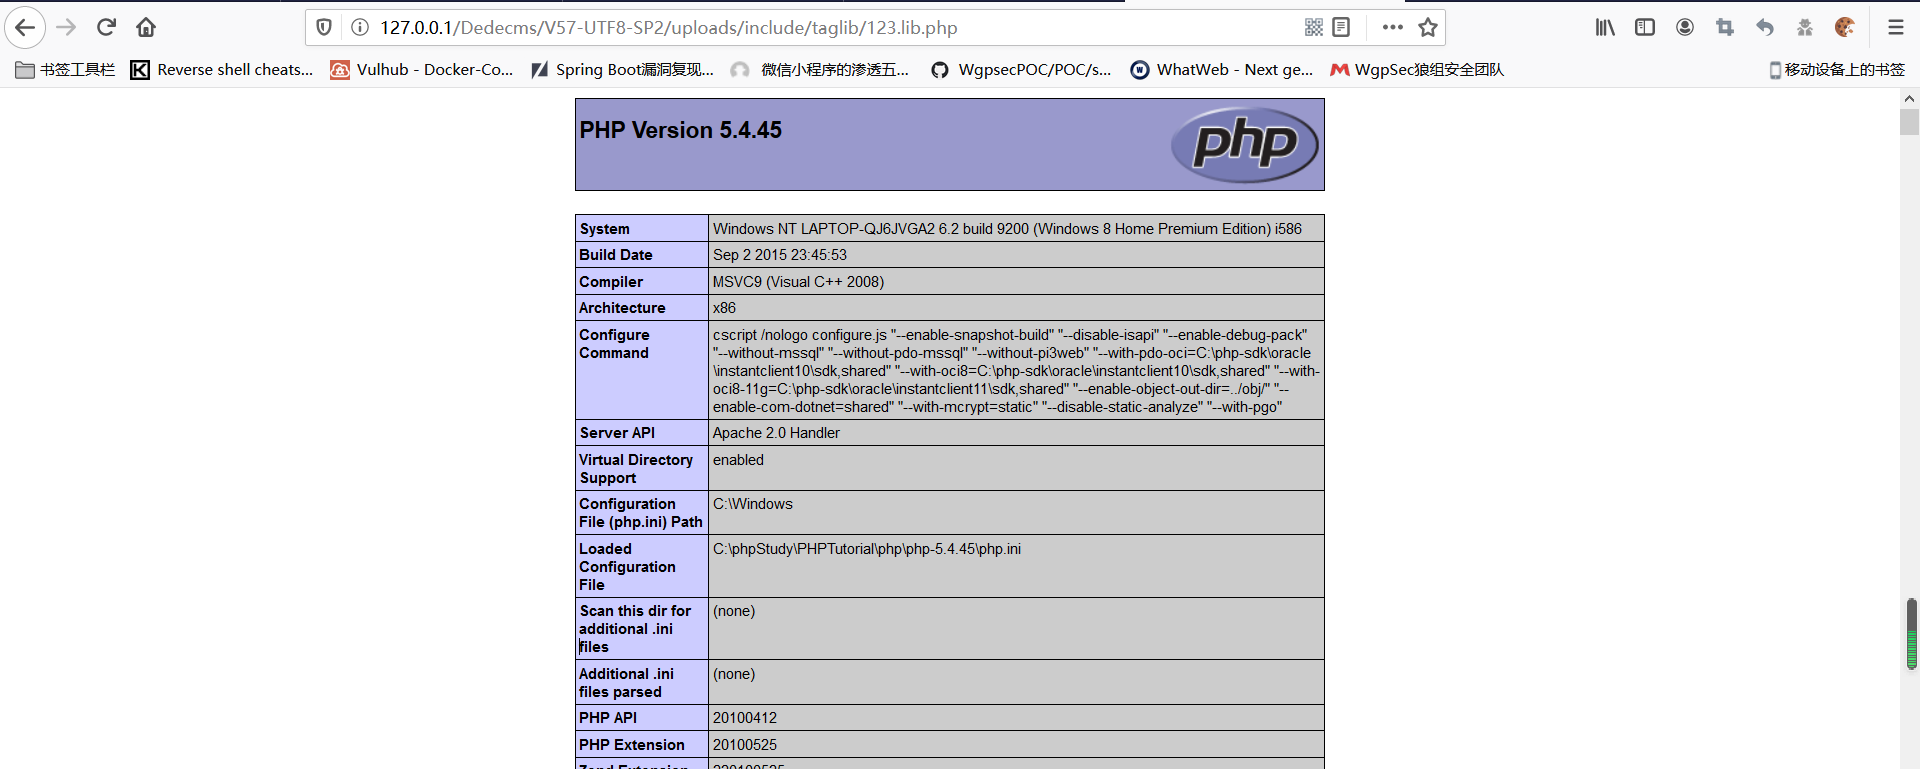 127.0.0.1/Dedecms/V57-UTF8-SP2/uploads/include/taglib/123.lib.php
书签工具栏 Reverse shell cheats... Vulhub - Docker-Co... Spring Boot漏洞复现... 微信小程序的渗透五... WgpsecPOC/POC/s... WhatWeb - Next ge... WgpSec狼组安全团队 移动设备上的书签
PHP Version 5.4.45
php
System Windows NT LAPTOP-QJ6JVGA2 6.2 build 9200 (Windows 8 Home Premium Edition) i586
Build Date Sep 2 2015 23:45:53
Compiler MSVC9 (Visual C++ 2008)
Architecture x86
Configure Command
cscript /nologo configure.js "--enable-snapshot-build" "--disable-isapi" "--enable-debug-pack"
"--without-mssql" "--without-pdo-mssql" "--without-pi3web" "--with-pdo-oci=C:\php-sdk\oracle
\instantclient10\sdk,shared" "--with-oci8=C:\php-sdk\oracle\instantclient10\sdk,shared" "--with-
oci8-11g=C:\php-sdk\oracle\instantclient11\sdk,shared" "--enable-object-out-dir=../obj/" "--
enable-com-dotnet=shared" "--with-mcrypt=static" "--disable-static-analyze" "--with-pgo"
Server API Apache 2.0 Handler
Virtual Directory
Support
enabled
Configuration
File (php.ini) Path
C:\Windows
Loaded
Configuration
File
C:\phpStudy\PHPTutorial\php\php-5.4.45\php.ini
Scan this dir for
additional .ini
files
(none)
Additional .ini
files parsed
(none)
PHP API 20100412
PHP Extension 20100525
Zend Extension 220100525